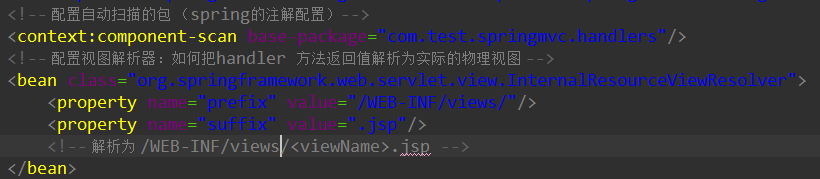 <!-- 配置自动扫描的包（spring的注解配置）-->
<context:component-scan base-package="com.test.springmvc.handlers"/>
<!-- 配置视图解析器：如何把handler 方法返回值解析为实际的物理视图 -->
<bean class="org.springframework.web.servlet.view.InternalResourceViewResolver">
<property name="prefix" value="/WEB-INF/views/"/>
<property name="suffix" value=".jsp"/>
<!-- 解析为 /WEB-INF/views/<viewName>.jsp -->
</bean>